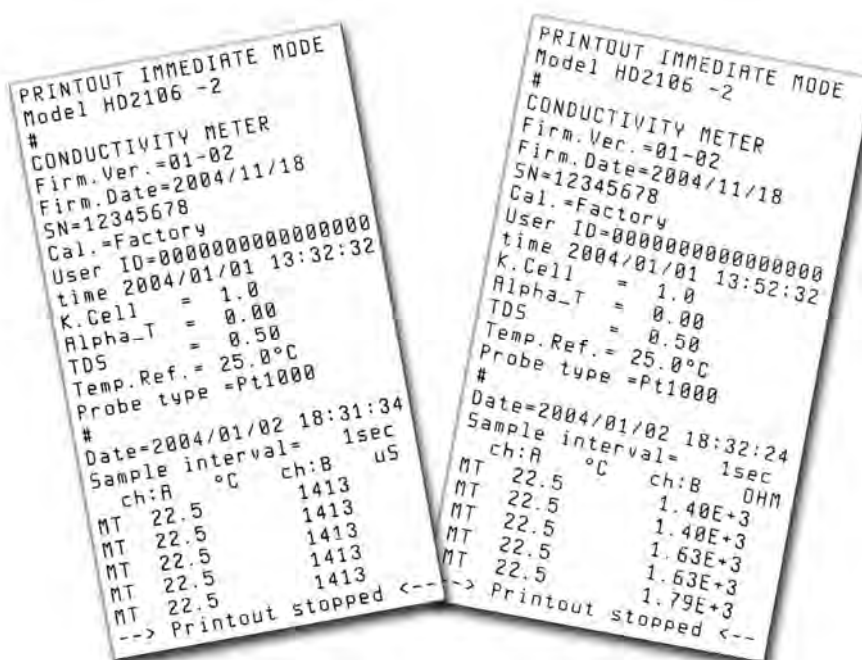 PRINTOUT IMMEDIATE MODE
Model HD2106 -2
#
CONDUCTIVITY METER
Firm.Ver.=01-02
Firm.Date=2004/11/18
SN=12345678
Cal.=Factory
User ID=0000000000000000
time 2004/01/01 13:32:32
K.Cell = 1.0
Alpha_T = 0.00
TDS = 0.50
Temp.Ref.= 25.0°C
Probe type =Pt1000
#
Date=2004/01/02 18:31:34
Sample interval= 1sec
ch:A °C ch:B uS
MT 22.5 1413
MT 22.5 1413
MT 22.5 1413
MT 22.5 1413
MT 22.5 1413
--> Printout stopped <--
PRINTOUT IMMEDIATE MODE
Model HD2106 -2
#
CONDUCTIVITY METER
Firm.Ver.=01-02
Firm.Date=2004/11/18
SN=12345678
Cal.=Factory
User ID=0000000000000000
time 2004/01/01 13:52:32
K.Cell = 1.0
Alpha_T = 0.00
TDS = 0.50
Temp.Ref.= 25.0°C
Probe type =Pt1000
#
Date=2004/01/02 18:32:24
Sample interval= 1sec
ch:A °C ch:B OHM
MT 22.5 1.40E+3
MT 22.5 1.40E+3
MT 22.5 1.63E+3
MT 22.5 1.63E+3
MT 22.5 1.79E+3
--> Printout stopped <--